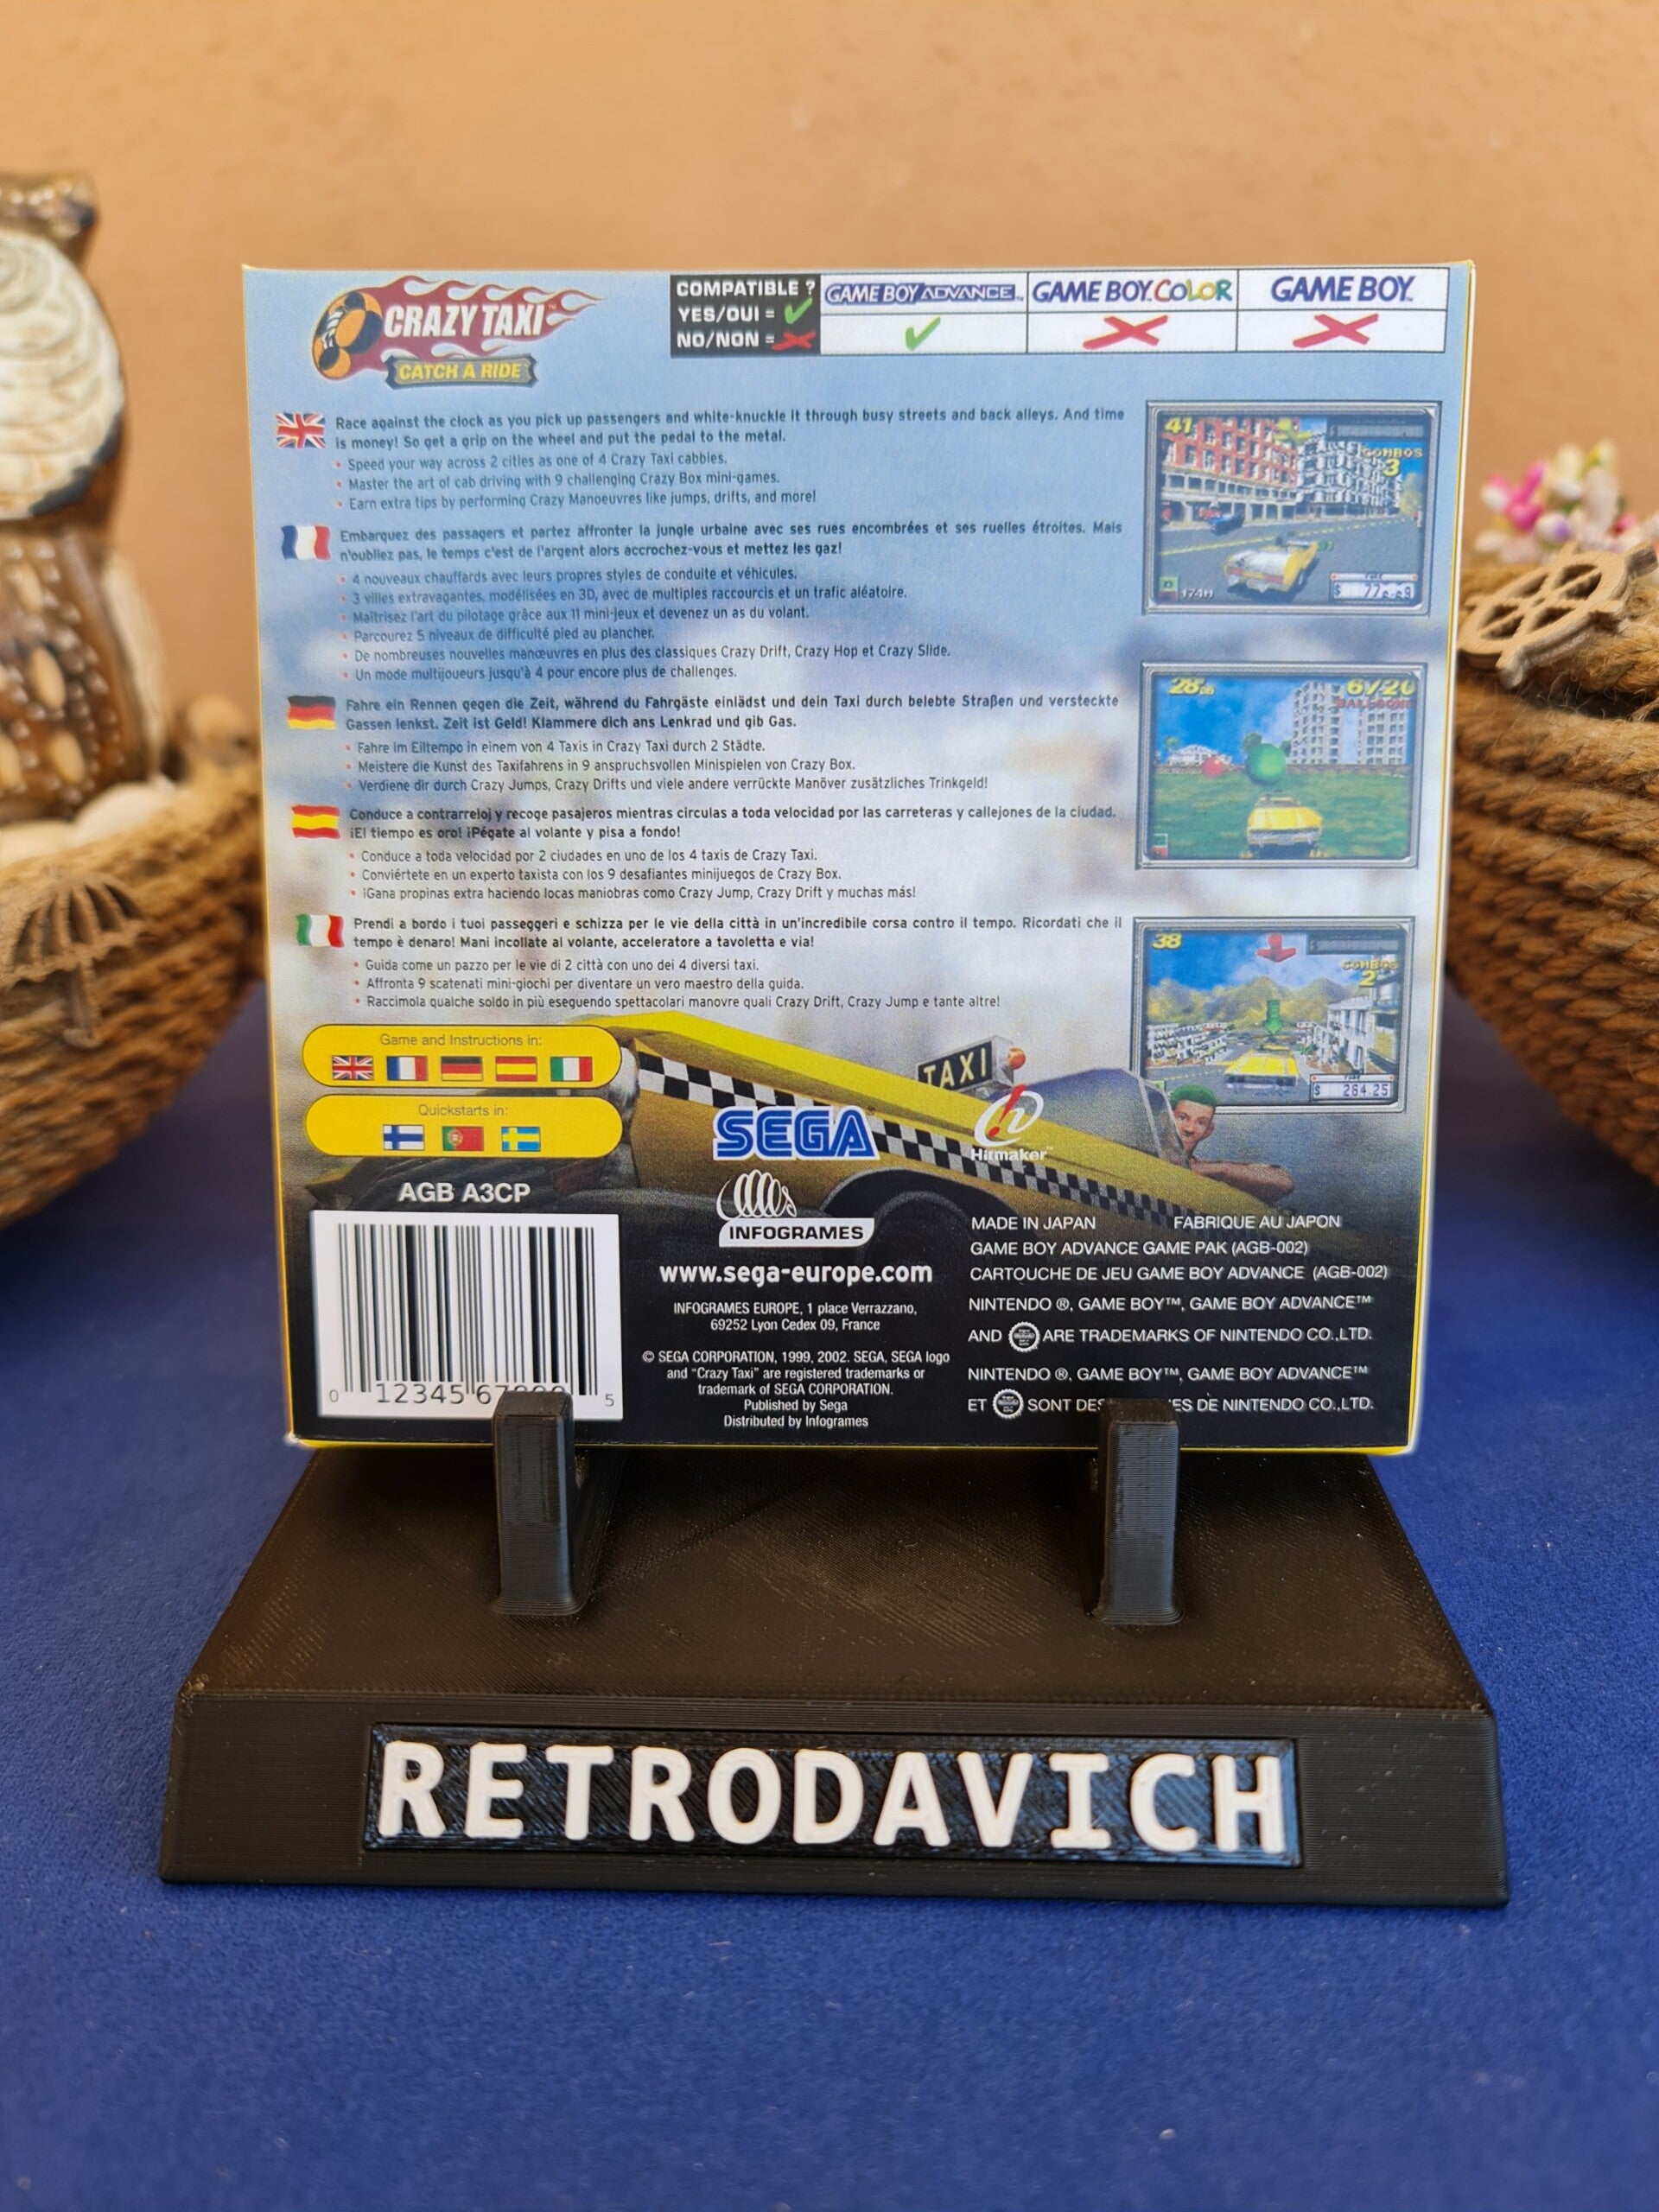 CRAZY TAXI™
CATCH A RIDE
COMPATIBLE ?
YES/OUI =
NO/NON =
GAME BOY ADVANCE™
GAME BOY COLOR
GAME BOY™
Race against the clock as you pick up passengers and white-knuckle it through busy streets and back alleys. And time
is money! So get a grip on the wheel and put the pedal to the metal.
• Speed your way across 2 cities as one of 4 Crazy Taxi cabbies.
• Master the art of cab driving with 9 challenging Crazy Box mini-games.
• Earn extra tips by performing Crazy Manoeuvres like jumps, drifts, and more!
Embarquez des passagers et partez affronter la jungle urbaine avec ses rues encombrées et ses ruelles étroites. Mais
n'oubliez pas, le temps c'est de l'argent alors accrochez-vous et mettez les gaz!
• 4 nouveaux chauffards avec leurs propres styles de conduite et véhicules.
• 3 villes extravagantes, modélisées en 3D, avec de multiples raccourcis et un trafic aléatoire.
• Maîtrisez l'art du pilotage grâce aux 11 mini-jeux et devenez un as du volant.
• Parcourez 5 niveaux de difficulté pied au plancher.
• De nombreuses nouvelles manœuvres en plus des classiques Crazy Drift, Crazy Hop et Crazy Slide.
• Un mode multijoueurs jusqu'à 4 pour encore plus de challenges.
Fahre ein Rennen gegen die Zeit, während du Fahrgäste einlädst und dein Taxi durch belebte Straßen und versteckte
Gassen lenkst. Zeit ist Geld! Klammere dich ans Lenkrad und gib Gas.
• Fahre im Eiltempo in einem von 4 Taxis in Crazy Taxi durch 2 Städte.
• Meistere die Kunst des Taxifahrens in 9 anspruchsvollen Minispielen von Crazy Box.
• Verdiene dir durch Crazy Jumps, Crazy Drifts und viele andere verrückte Manöver zusätzliches Trinkgeld!
Conduce a contrarreloj y recoge pasajeros mientras circulas a toda velocidad por las carreteras y callejones de la ciudad.
¡El tiempo es oro! ¡Pégate al volante y pisa a fondo!
• Conduce a toda velocidad por 2 ciudades en uno de los 4 taxis de Crazy Taxi.
• Conviértete en un experto taxista con los 9 desafiantes minijuegos de Crazy Box.
• ¡Gana propinas extra haciendo locas maniobras como Crazy Jump, Crazy Drift y muchas más!
Prendi a bordo i tuoi passeggeri e schizza per le vie della città in un'incredibile corsa contro il tempo. Ricordati che il
tempo è denaro! Mani incollate al volante, acceleratore a tavoletta e via!
• Guida come un pazzo per le vie di 2 città con uno dei 4 diversi taxi.
• Affronta 9 scatenati mini-giochi per diventare un vero maestro della guida.
• Raccimola qualche soldo in più eseguendo spettacolari manovre quali Crazy Drift, Crazy Jump e tante altre!
41
COMBOS
3
174M
$
28
6/20
BALLOONS
38
COMBOS
2
$ 264.25
Game and Instructions in:
Quickstarts in:
TAXI
SEGA
Hitmaker™
INFOGRAMES
AGB A3CP
0 12345 67 5
www.sega-europe.com
INFOGRAMES EUROPE, 1 place Verrazzano,
69252 Lyon Cedex 09, France
© SEGA CORPORATION, 1999, 2002. SEGA, SEGA logo
and "Crazy Taxi" are registered trademarks or
trademark of SEGA CORPORATION.
Published by Sega
Distributed by Infogrames
MADE IN JAPAN FABRIQUE AU JAPON
GAME BOY ADVANCE GAME PAK (AGB-002)
CARTOUCHE DE JEU GAME BOY ADVANCE (AGB-002)
NINTENDO ®, GAME BOY™, GAME BOY ADVANCE™
AND ARE TRADEMARKS OF NINTENDO CO.,LTD.
NINTENDO ®, GAME BOY™, GAME BOY ADVANCE™
ET SONT DES DE NINTENDO CO.,LTD.
RETRODAVICH